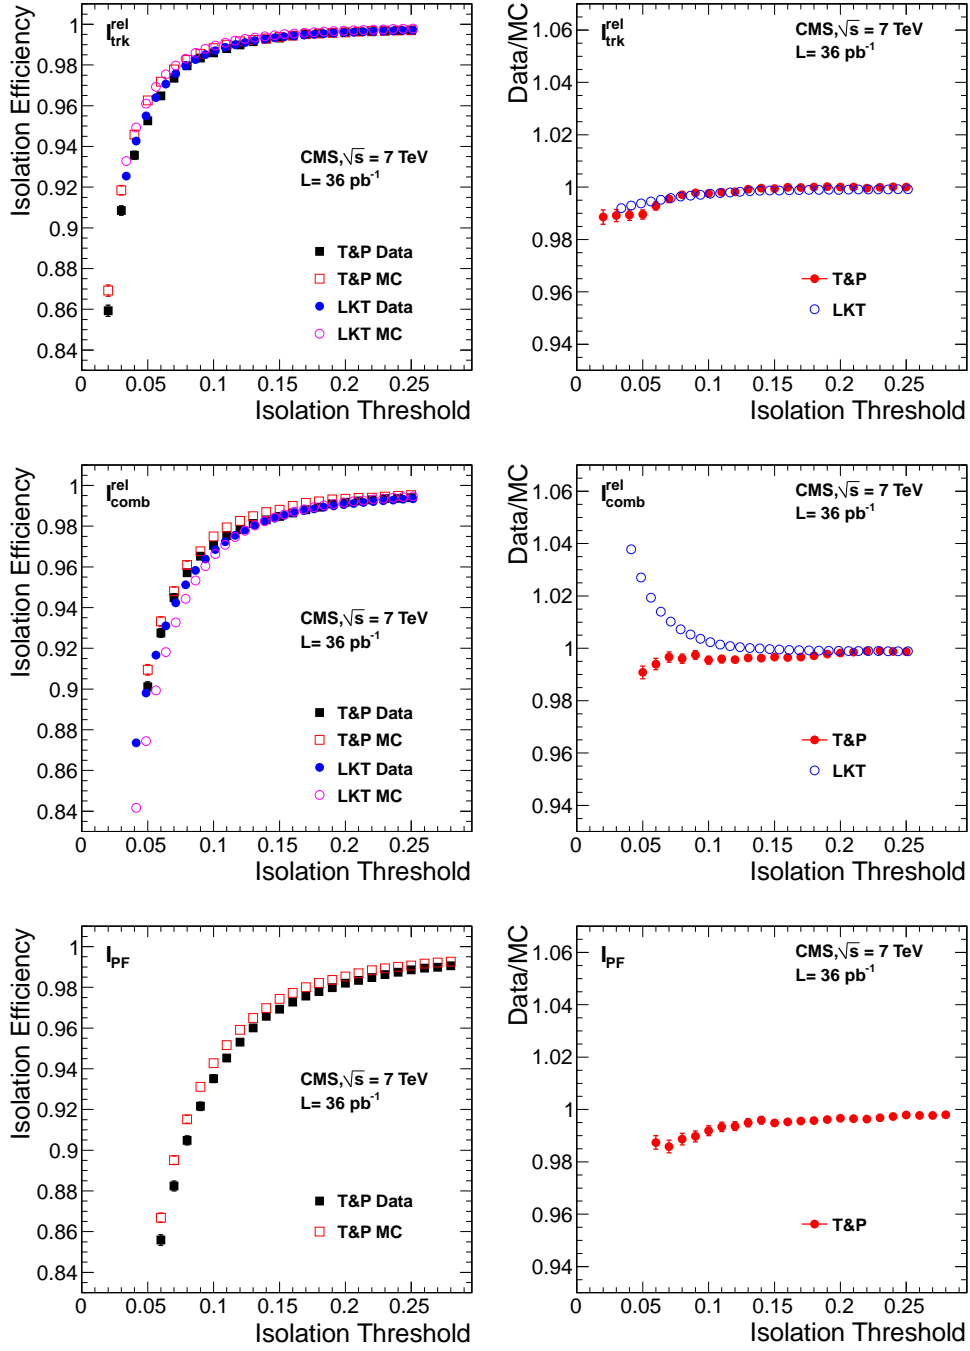 Isolation Efficiency
I^rel_trk
1
0.98
0.96
0.94
0.92
0.9
0.88
0.86
0.84
CMS,√s = 7 TeV
L= 36 pb⁻¹
T&P Data
T&P MC
LKT Data
LKT MC
0 0.05 0.1 0.15 0.2 0.25
Isolation Threshold
Data/MC
I^rel_trk
1.06
1.04
1.02
1
0.98
0.96
0.94
CMS,√s = 7 TeV
L= 36 pb⁻¹
T&P
LKT
0 0.05 0.1 0.15 0.2 0.25
Isolation Threshold
Isolation Efficiency
I^rel_comb
1
0.98
0.96
0.94
0.92
0.9
0.88
0.86
0.84
CMS,√s = 7 TeV
L= 36 pb⁻¹
T&P Data
T&P MC
LKT Data
LKT MC
0 0.05 0.1 0.15 0.2 0.25
Isolation Threshold
Data/MC
I^rel_comb
1.06
1.04
1.02
1
0.98
0.96
0.94
CMS,√s = 7 TeV
L= 36 pb⁻¹
T&P
LKT
0 0.05 0.1 0.15 0.2 0.25
Isolation Threshold
Isolation Efficiency
I_PF
1
0.98
0.96
0.94
0.92
0.9
0.88
0.86
0.84
CMS,√s = 7 TeV
L= 36 pb⁻¹
T&P Data
T&P MC
0 0.05 0.1 0.15 0.2 0.25
Isolation Threshold
Data/MC
I_PF
1.06
1.04
1.02
1
0.98
0.96
0.94
CMS,√s = 7 TeV
L= 36 pb⁻¹
T&P
0 0.05 0.1 0.15 0.2 0.25
Isolation Threshold